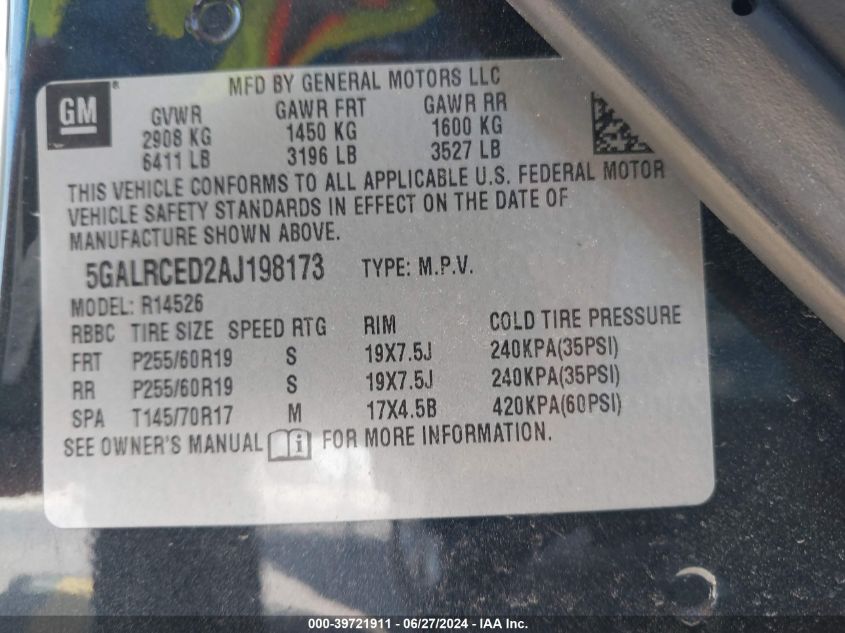 GM
MFD BY GENERAL MOTORS LLC
GVWR GAWR FRT GAWR RR
2908 KG 1450 KG 1600 KG
6411 LB 3196 LB 3527 LB
THIS VEHICLE CONFORMS TO ALL APPLICABLE U.S. FEDERAL MOTOR
VEHICLE SAFETY STANDARDS IN EFFECT ON THE DATE OF
MANUFACTURE SHOWN ABOVE.
5GALRCED2AJ198173 TYPE: M.P.V.
MODEL: R14526
RBBC TIRE SIZE SPEED RTG RIM COLD TIRE PRESSURE
FRT P255/60R19 S 19X7.5J 240KPA(35PSI)
RR P255/60R19 S 19X7.5J 240KPA(35PSI)
SPA T145/70R17 M 17X4.5B 420KPA(60PSI)
SEE OWNER'S MANUAL i FOR MORE INFORMATION.
000-39721911 - 06/27/2024 - IAA Inc.